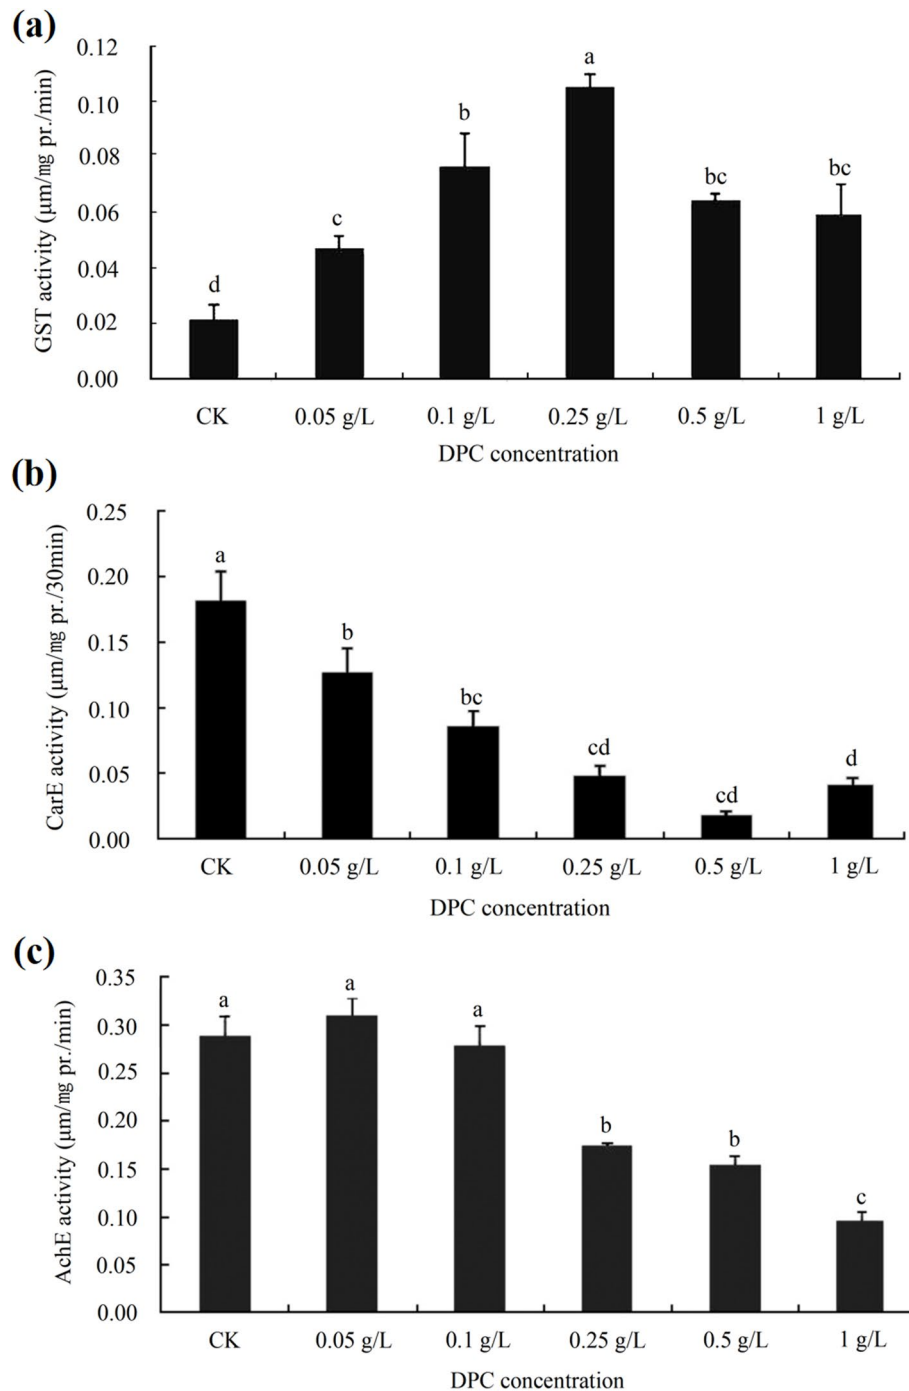 (a)
GST activity (μm/㎎ pr./min)
0.12
0.10
0.08
0.06
0.04
0.02
0.00
d
c
b
a
bc
bc
CK
0.05 g/L
0.1 g/L
0.25 g/L
0.5 g/L
1 g/L
DPC concentration
(b)
CarE activity (μm/㎎ pr./30min)
0.25
0.20
0.15
0.10
0.05
0.00
a
b
bc
cd
cd
d
CK
0.05 g/L
0.1 g/L
0.25 g/L
0.5 g/L
1 g/L
DPC concentration
(c)
AchE activity (μm/㎎ pr./min)
0.35
0.30
0.25
0.20
0.15
0.10
0.05
0.00
a
a
a
b
b
c
CK
0.05 g/L
0.1 g/L
0.25 g/L
0.5 g/L
1 g/L
DPC concentration